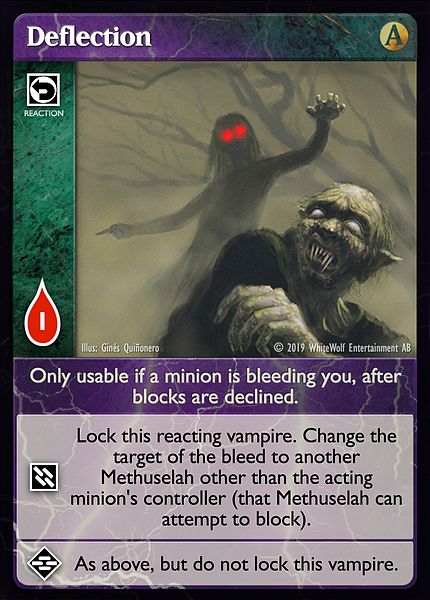 Deflection
A
REACTION
1
Illus: Ginés Quiñonero
© 2019 WhiteWolf Entertainment AB
Only usable if a minion is bleeding you, after
blocks are declined.
Lock this reacting vampire. Change the
target of the bleed to another
Methuselah other than the acting
minion's controller (that Methuselah can
attempt to block).
As above, but do not lock this vampire.